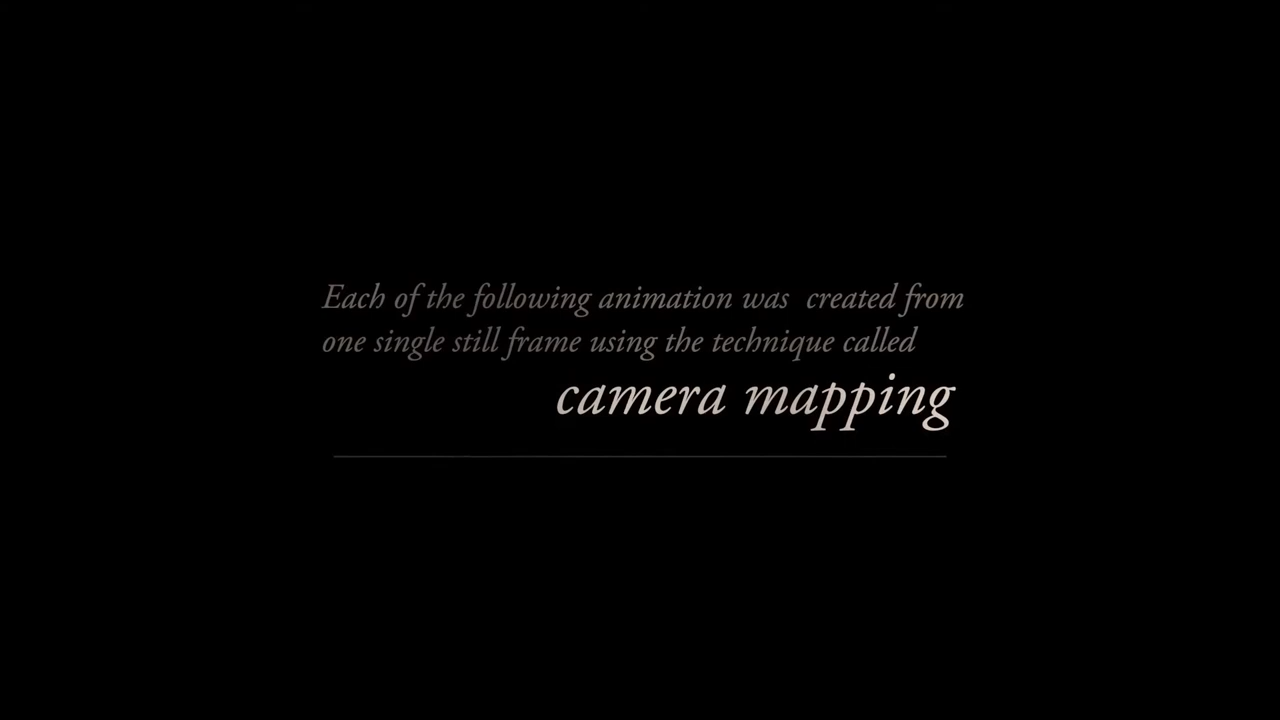 Each of the following animation was  created from
one single still frame using the technique called
camera mapping